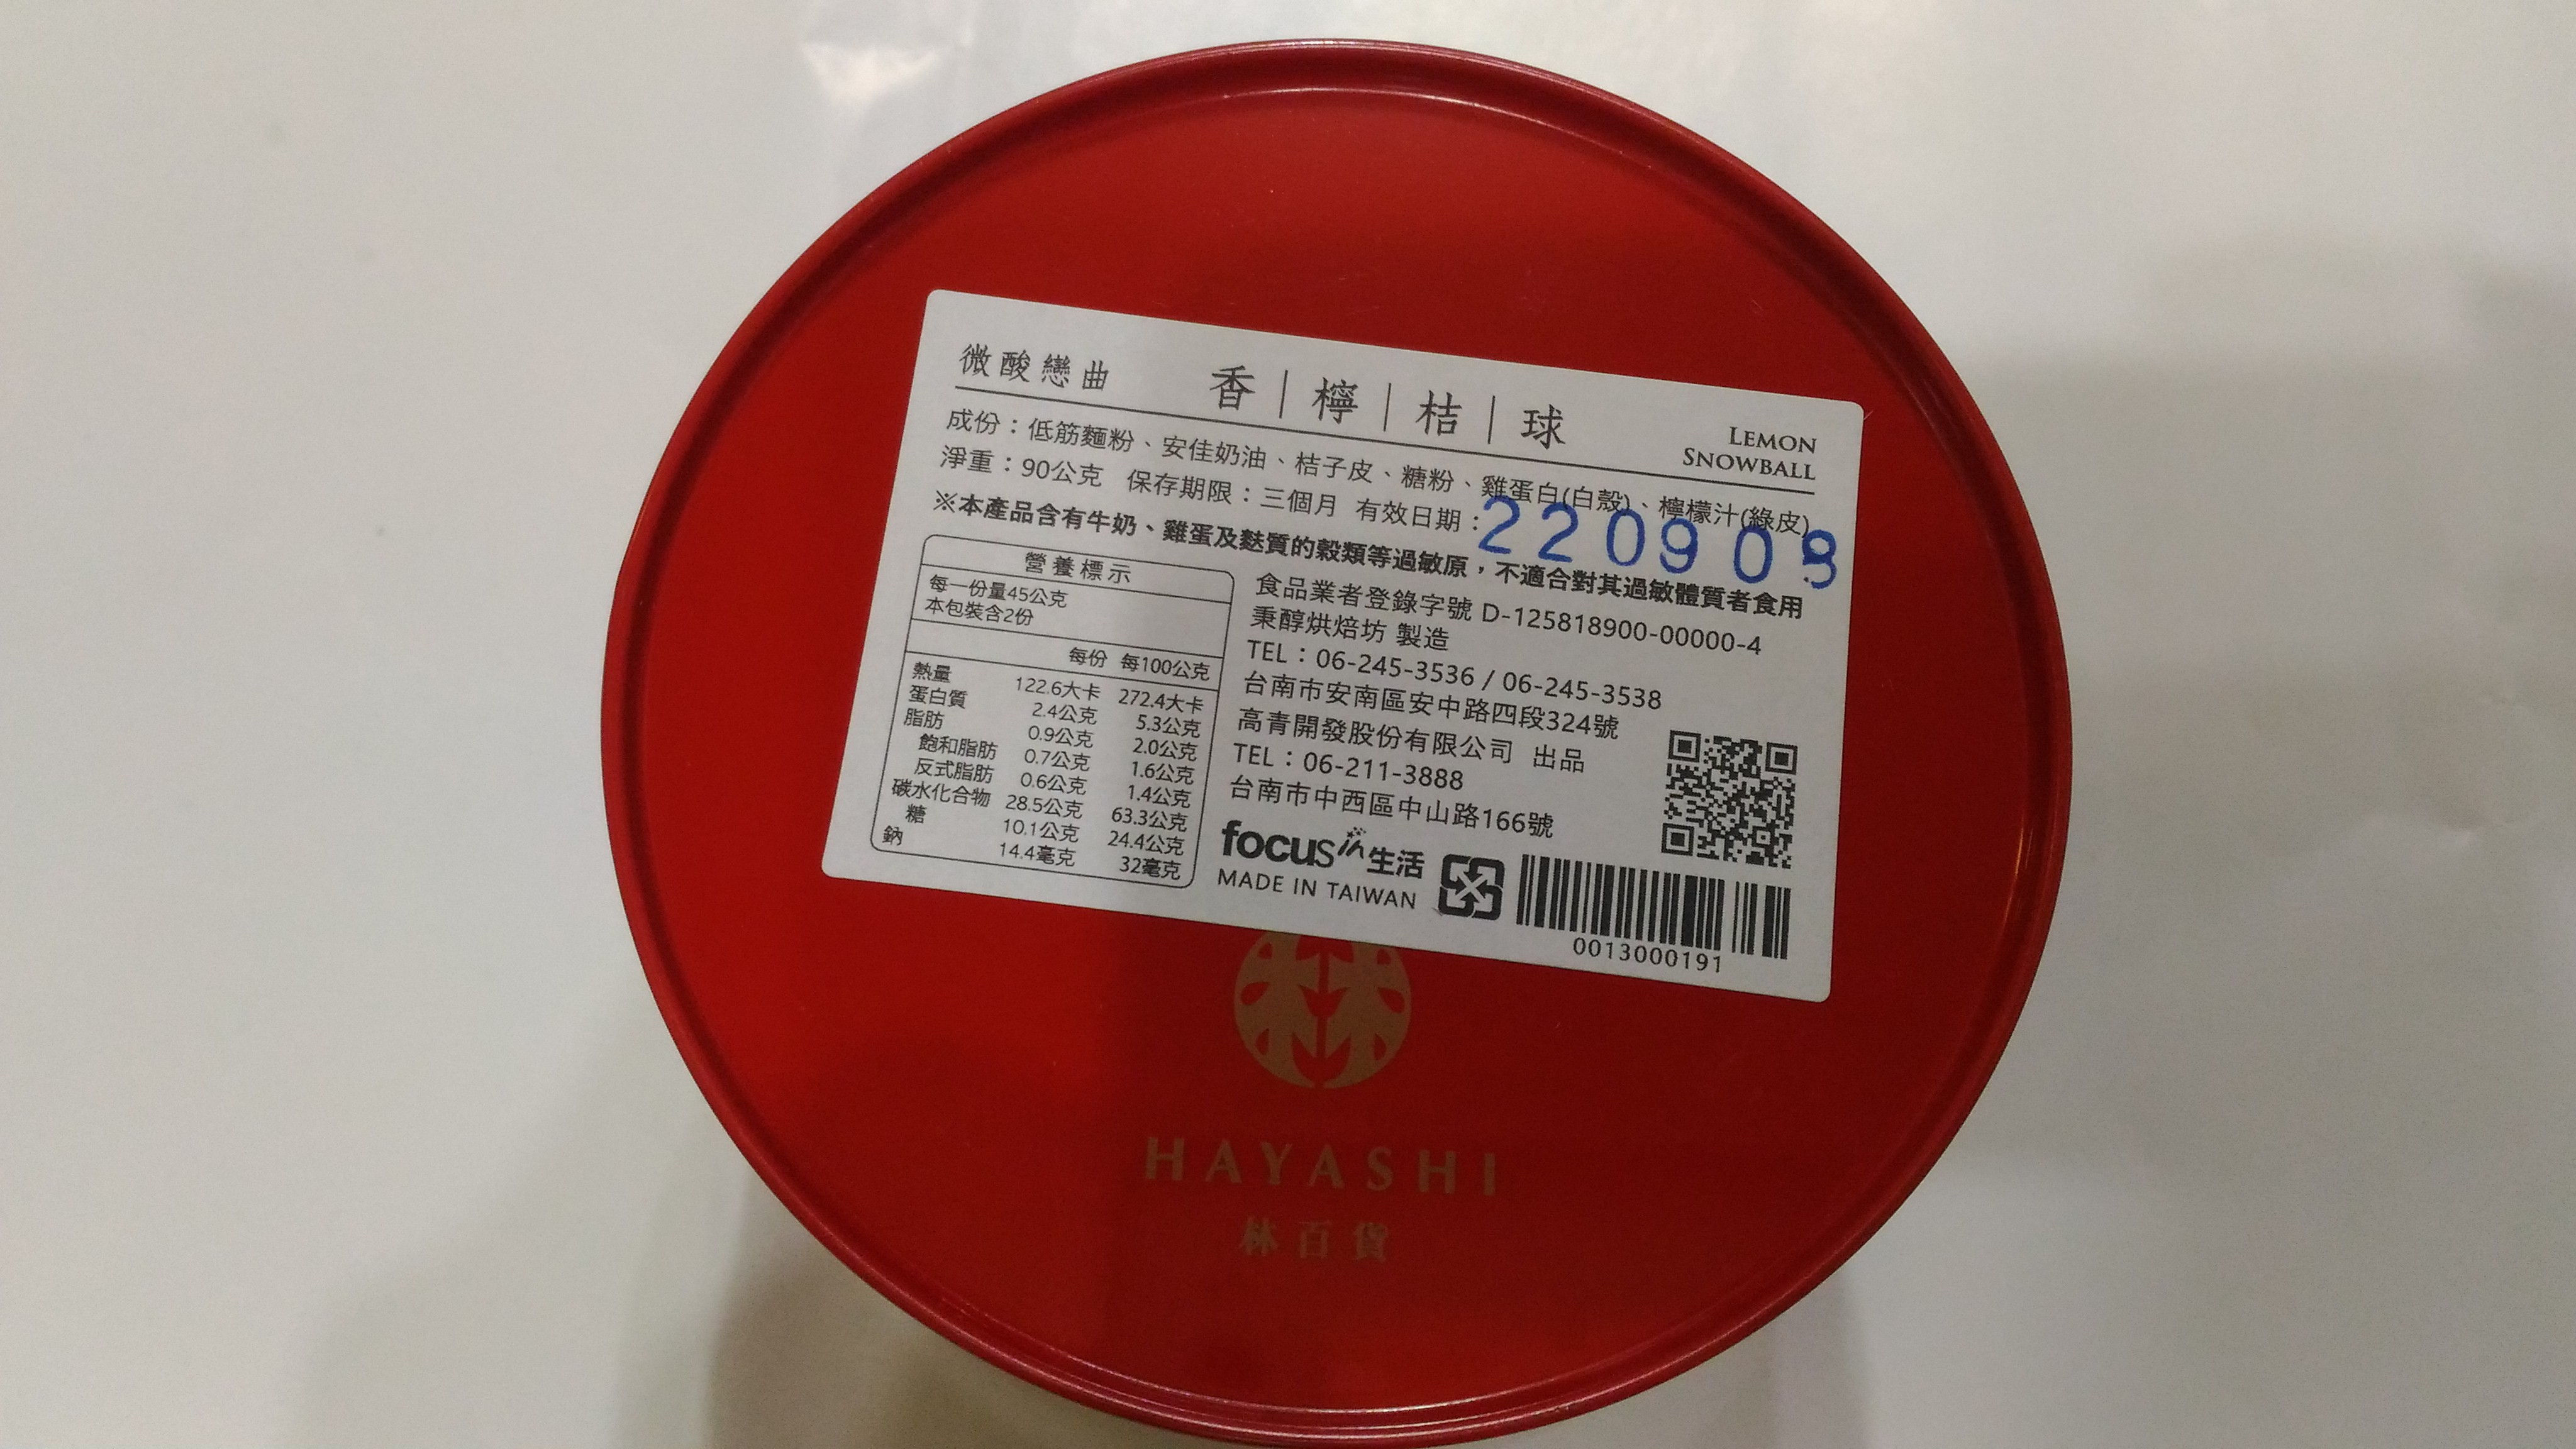 微酸戀曲 香｜檸｜桔｜球 LEMON SNOWBALL
成份：低筋麵粉、安佳奶油、桔子皮、糖粉、雞蛋白(白殼)、檸檬汁(綠皮)
淨重：90公克 保存期限：三個月 有效日期：22090
※本產品含有牛奶、雞蛋及麩質的穀類等過敏原，不適合對其過敏體質者食用
營養標示
每一份量45公克
本包裝含2份
每份 每100公克
熱量 122.6大卡 272.4大卡
蛋白質 2.4公克 5.3公克
脂肪 0.9公克 2.0公克
飽和脂肪 0.7公克 1.6公克
反式脂肪 0.6公克 1.4公克
碳水化合物 28.5公克 63.3公克
糖 10.1公克 24.4公克
鈉 14.4毫克 32毫克
食品業者登錄字號 D-125818900-00000-4
秉醇烘焙坊 製造
TEL：06-245-3536 / 06-245-3538
台南市安南區安中路四段324號
高青開發股份有限公司 出品
TEL：06-211-3888
台南市中西區中山路166號
focus in 生活
MADE IN TAIWAN
0013000191
HAYASHI
林百貨